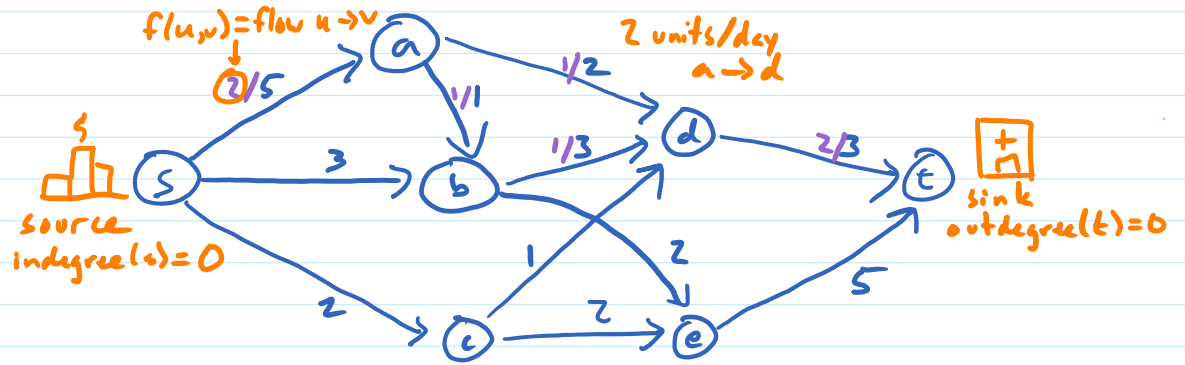 f(u,v)=flow u→v
a
2 units/day
a→d
2/5
1/2
1/1
1/3
d
2/3
+
s
3
b
t
source
indegree(s)=0
sink
outdegree(t)=0
1
2
5
2
c
2
e